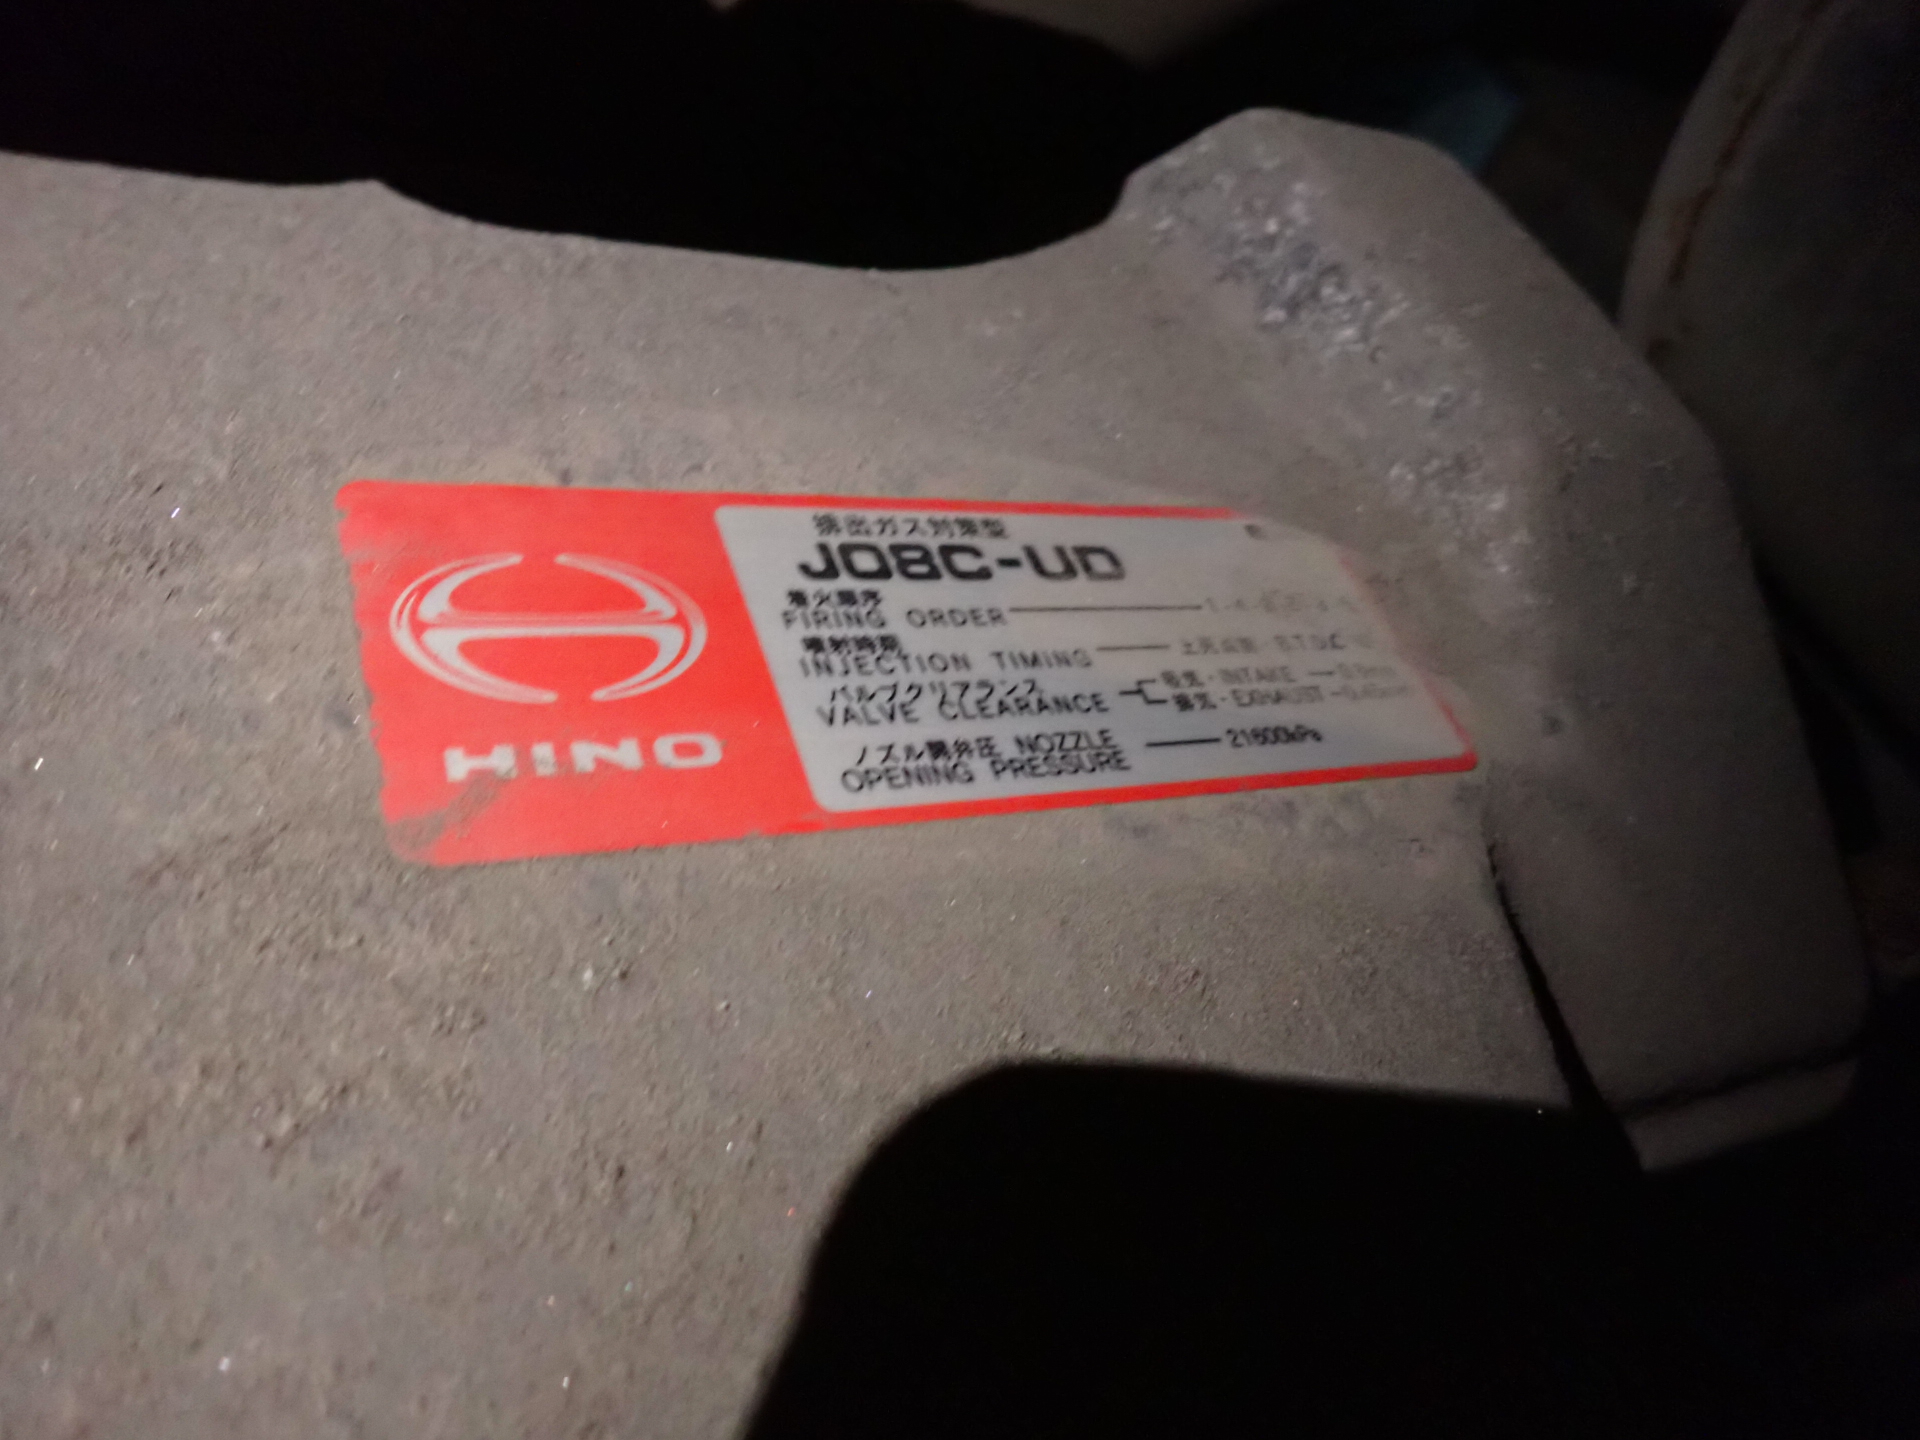 HINO
排出ガス対策型
J08C-UD
着火順序
FIRING ORDER
噴射時期
INJECTION TIMING
バルブクリアランス
VALVE CLEARANCE
吸気・INTAKE
排気・EXHAUST
ノズル開弁圧 NOZZLE
OPENING PRESSURE
21600kPa